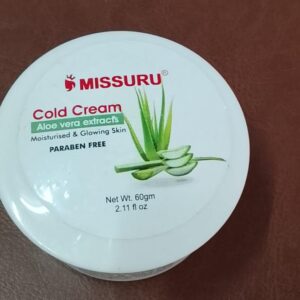 MISSURU®
Cold Cream
Aloe vera extracts
Moisturised & Glowing Skin
PARABEN FREE
Net Wt. 60gm
2.11 fl oz